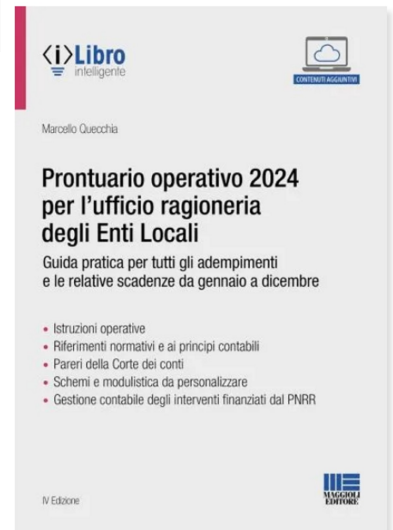 <i>Libro
intelligente
CONTENUTI AGGIUNTIVI
Marcello Quecchia
Prontuario operativo 2024
per l'ufficio ragioneria
degli Enti Locali
Guida pratica per tutti gli adempimenti
e le relative scadenze da gennaio a dicembre
• Istruzioni operative
• Riferimenti normativi e ai principi contabili
• Pareri della Corte dei conti
• Schemi e modulistica da personalizzare
• Gestione contabile degli interventi finanziati dal PNRR
IV Edizione
MAGGIOLI
EDITORE